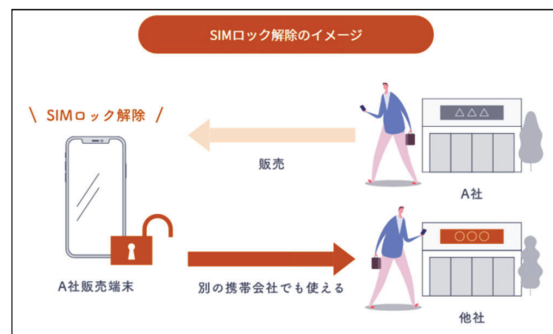 SIMロック解除のイメージ
\ SIMロック解除 /
販売
△△△
A社
A社販売端末
別の携帯会社でも使える
○○○
他社